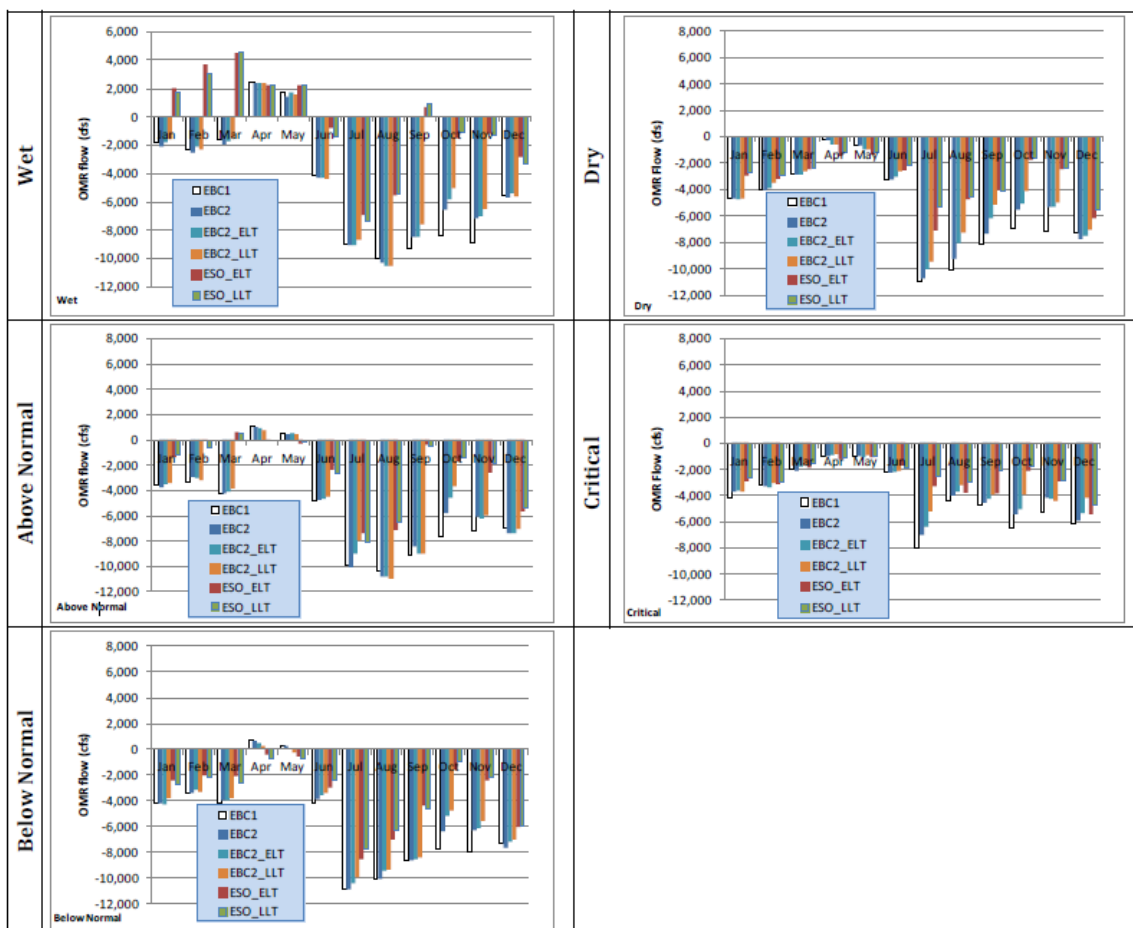 Wet
OMR Flow (cfs)
6,000
4,000
2,000
0
-2,000
-4,000
-6,000
-8,000
-10,000
-12,000
Jan Feb Mar Apr May Jun Jul Aug Sep Oct Nov Dec
EBC1
EBC2
EBC2_ELT
EBC2_LLT
ESO_ELT
ESO_LLT
Wet
Dry
OMR Flow (cfs)
8,000
6,000
4,000
2,000
0
-2,000
-4,000
-6,000
-8,000
-10,000
-12,000
Jan Feb Mar Apr May Jun Jul Aug Sep Oct Nov Dec
EBC1
EBC2
EBC2_ELT
EBC2_LLT
ESO_ELT
ESO_LLT
Dry
Above Normal
OMR flow (cfs)
8,000
6,000
4,000
2,000
0
-2,000
-4,000
-6,000
-8,000
-10,000
-12,000
Jan Feb Mar Apr May Jun Jul Aug Sep Oct Nov Dec
EBC1
EBC2
EBC2_ELT
EBC2_LLT
ESO_ELT
ESO_LLT
Above Normal
Critical
OMR Flow (cfs)
8,000
6,000
4,000
2,000
0
-2,000
-4,000
-6,000
-8,000
-10,000
-12,000
Jan Feb Mar Apr May Jun Jul Aug Sep Oct Nov Dec
EBC1
EBC2
EBC2_ELT
EBC2_LLT
ESO_ELT
ESO_LLT
Critical
Below Normal
OMR flow (cfs)
8,000
6,000
4,000
2,000
0
-2,000
-4,000
-6,000
-8,000
-10,000
-12,000
Jan Feb Mar Apr May Jun Jul Aug Sep Oct Nov Dec
EBC1
EBC2
EBC2_ELT
EBC2_LLT
ESO_ELT
ESO_LLT
Below Normal